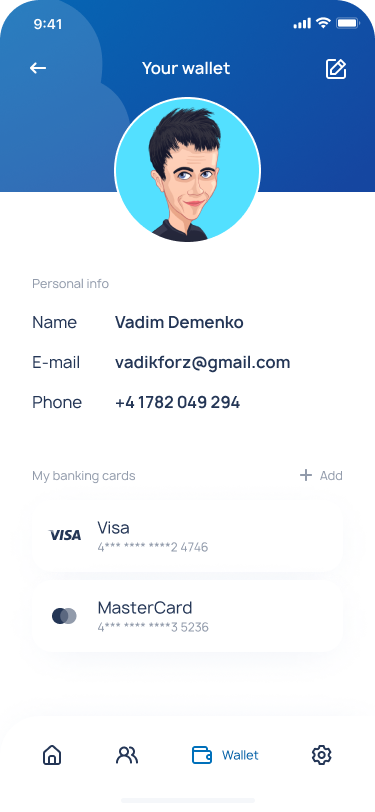 9:41
Your wallet
Personal info
Name Vadim Demenko
E-mail vadikforz@gmail.com
Phone +4 1782 049 294
My banking cards Add
VISA Visa
4*** **** ****2 4746
MasterCard
4*** **** ****3 5236
Wallet